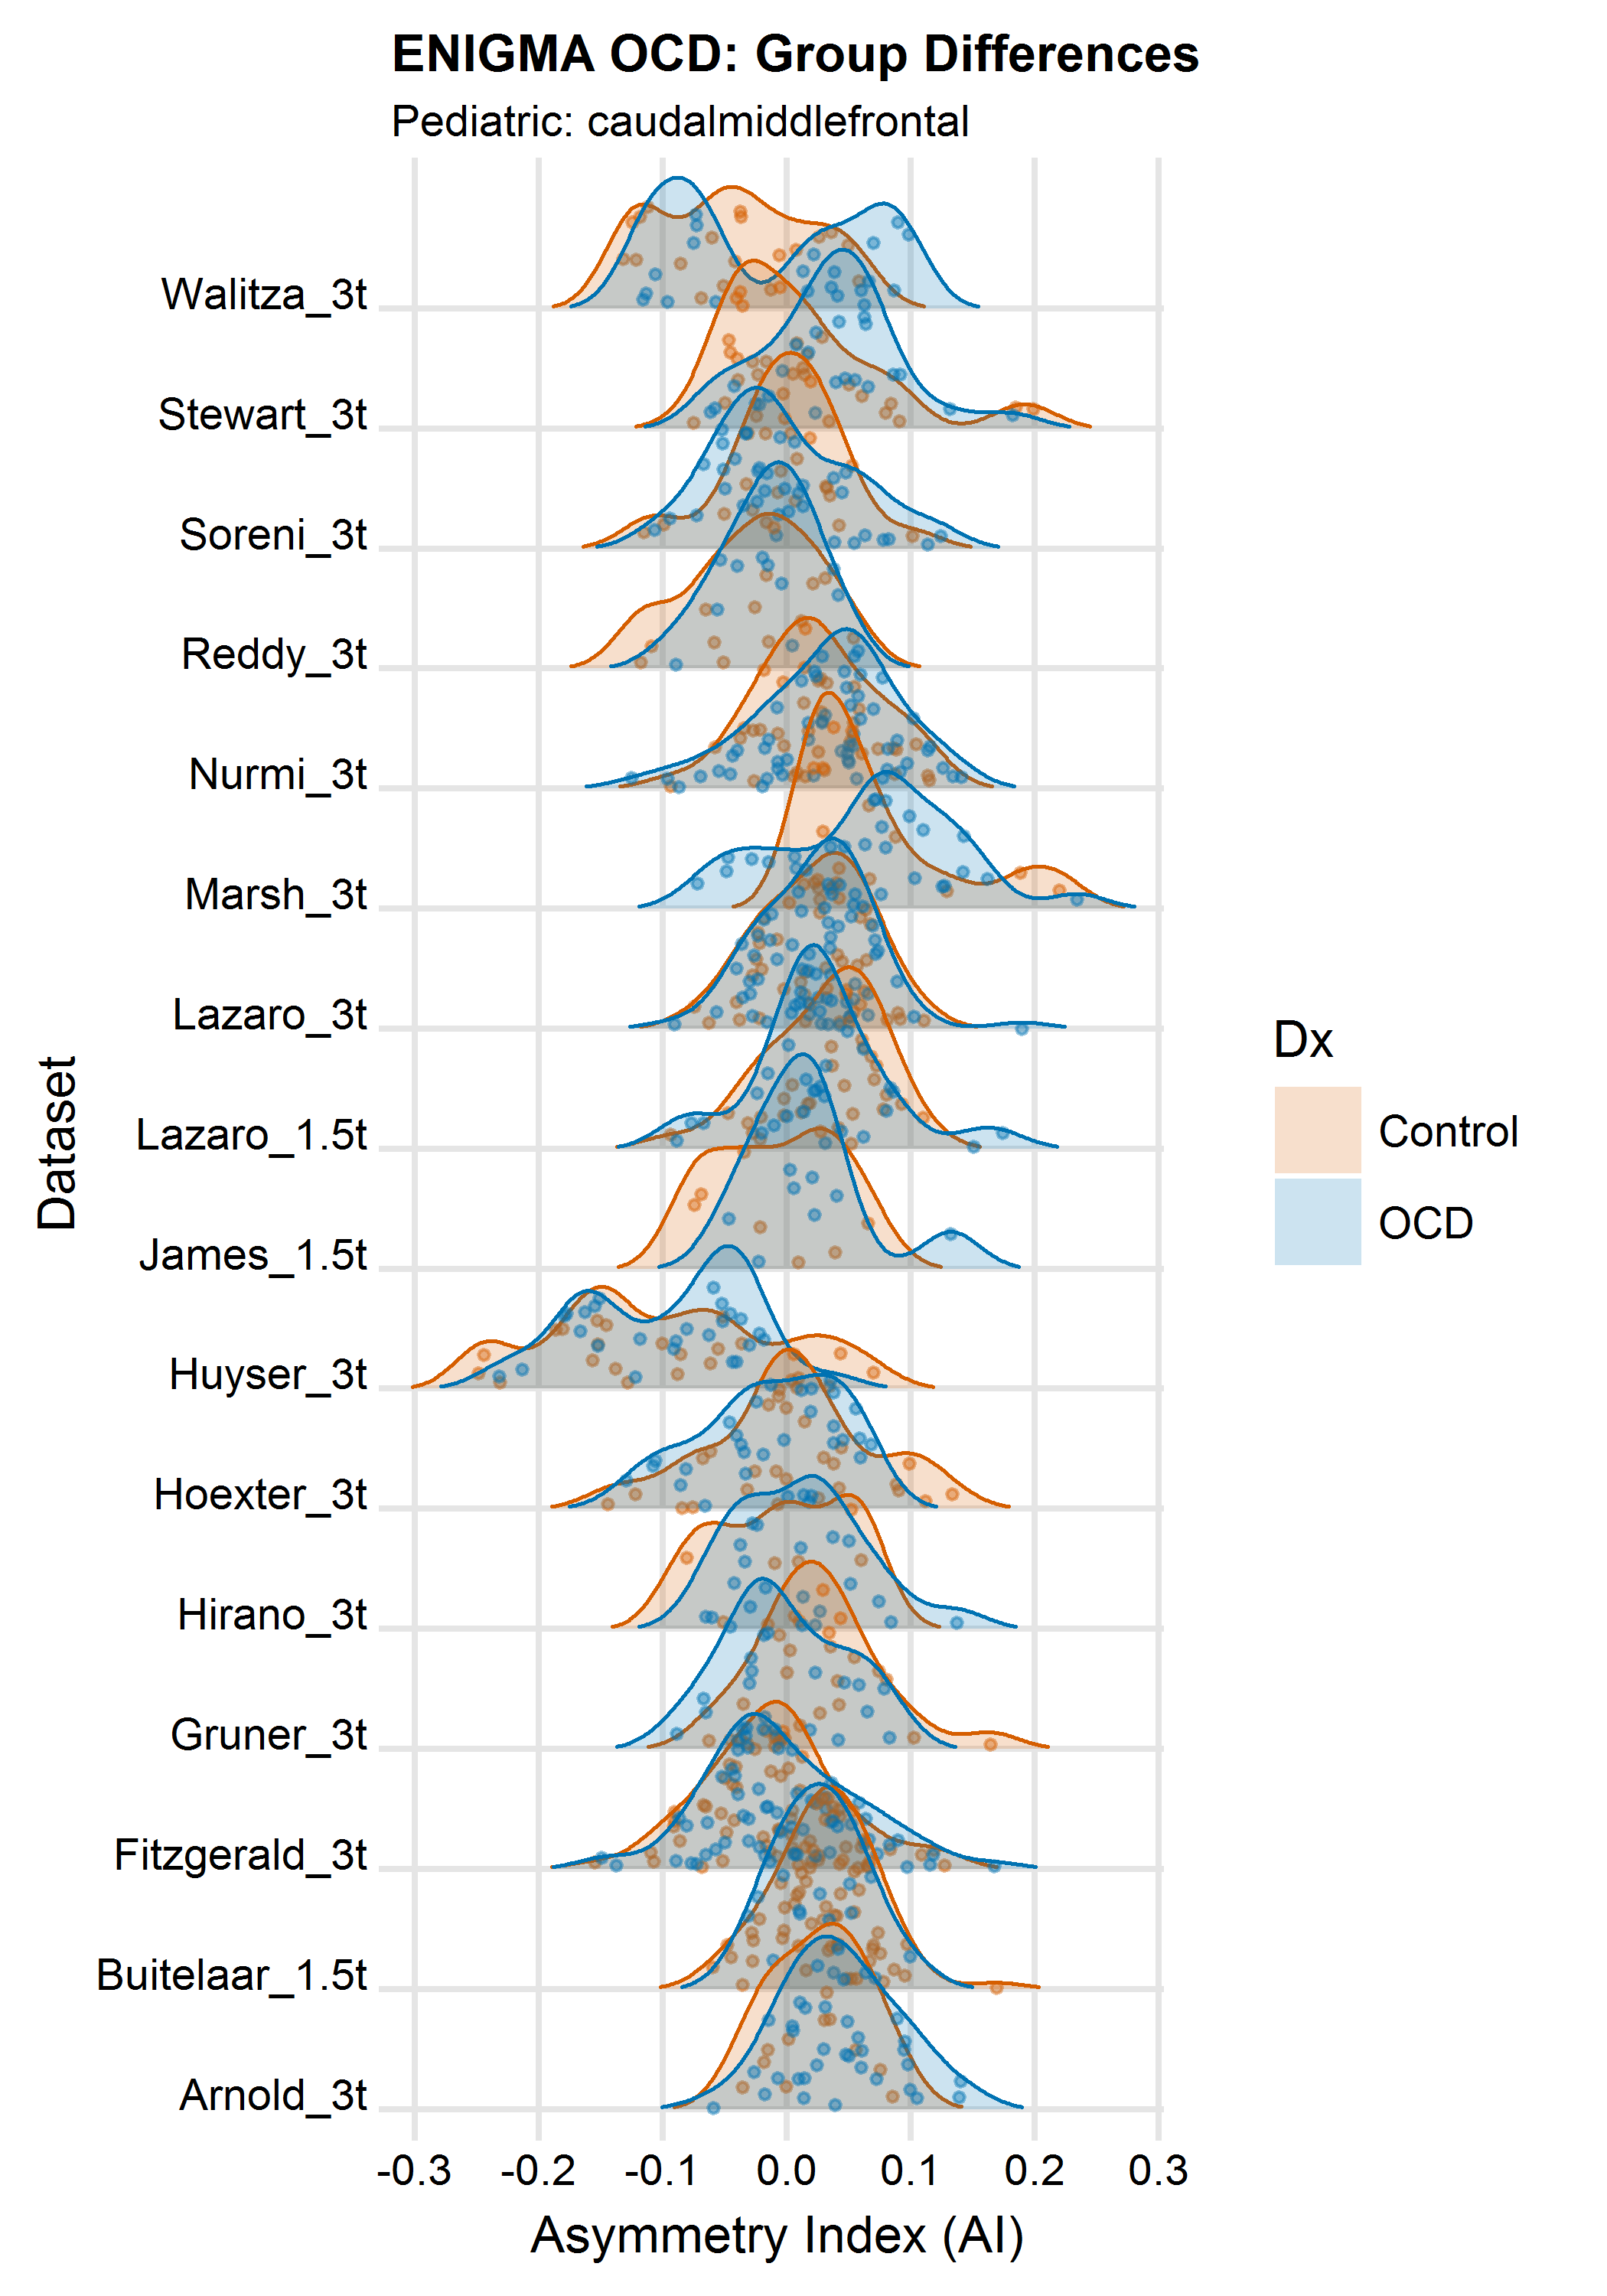 ENIGMA OCD: Group Differences
Pediatric: caudalmiddlefrontal
Walitza_3t
Stewart_3t
Soreni_3t
Reddy_3t
Nurmi_3t
Marsh_3t
Lazaro_3t
Lazaro_1.5t
James_1.5t
Huyser_3t
Hoexter_3t
Hirano_3t
Gruner_3t
Fitzgerald_3t
Buitelaar_1.5t
Arnold_3t
Dataset
-0.3 -0.2 -0.1 0.0 0.1 0.2 0.3
Asymmetry Index (AI)
Dx
Control
OCD